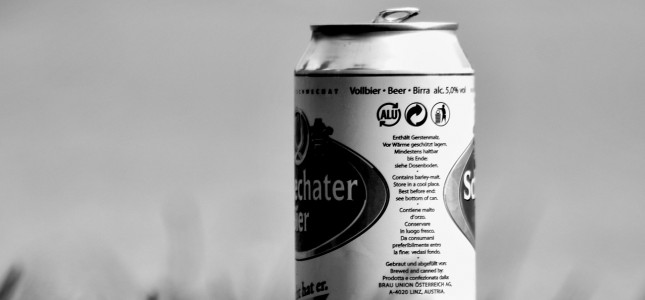 Vollbier • Beer • Birra alc. 5,0% vol
ALU
Enthält Gerstenmalz.
Vor Wärme geschützt lagern.
Mindestens haltbar
bis Ende:
siehe Dosenboden.
•
Contains barley-malt.
Store in a cool place.
Best before end:
see bottom of can.
•
Contiene malto
d'orzo.
Conservare
in luogo fresco.
Da consumarsi
preferibilmente entro
la fine: vedasi fondo.
•
Gebraut und abgefüllt von:
Brewed and canned by:
Prodotta e confezionata dalla:
BRAU UNION ÖSTERREICH AG,
A-4020 LINZ, AUSTRIA.
echater
Bier
hat er.